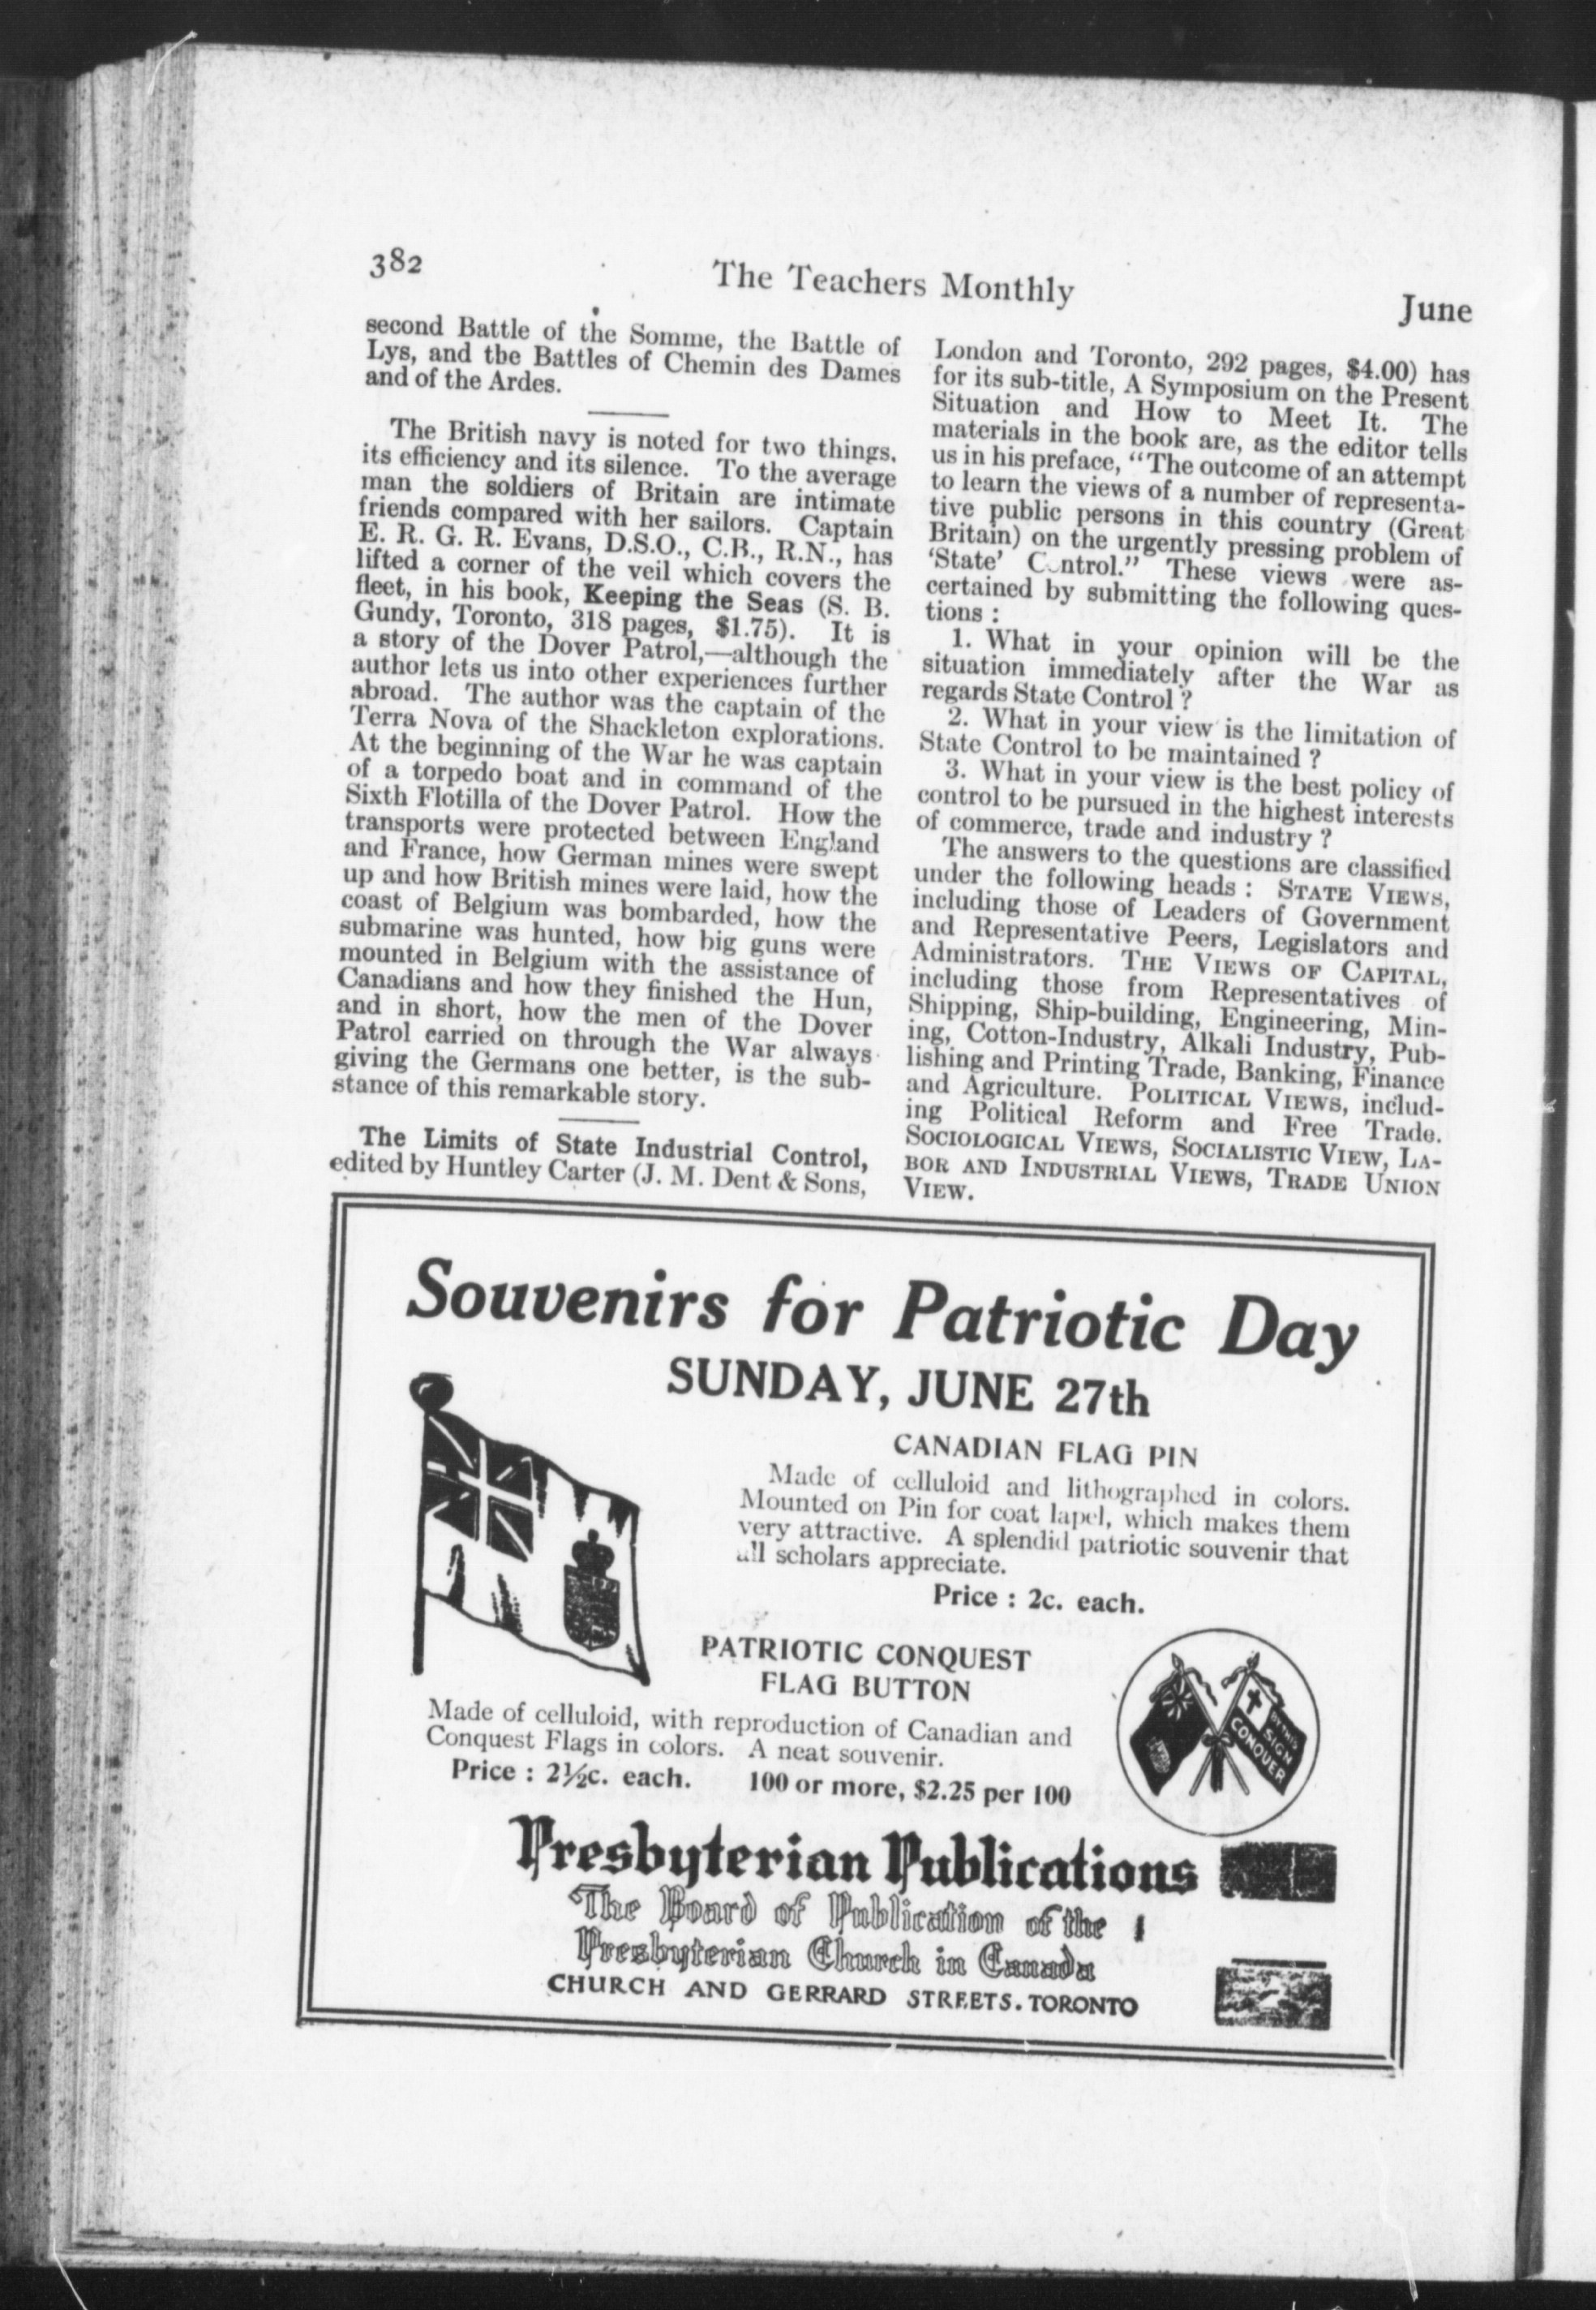 382
The Teachers Monthly
June
second Battle of the Somme, the Battle of
Lys, and the Battles of Chemin des Dames
and of the Ardes.
The British navy is noted for two things,
its efficiency and its silence. To the average
man the soldiers of Britain are intimate
friends compared with her sailors. Captain
E. R. G. R. Evans, D.S.O., C.B., R.N., has
lifted a corner of the veil which covers the
fleet, in his book, Keeping the Seas (S. B.
Gundy, Toronto, 318 pages, $1.75). It is
a story of the Dover Patrol,—although the
author lets us into other experiences further
abroad. The author was the captain of the
Terra Nova of the Shackleton explorations.
At the beginning of the War he was captain
of a torpedo boat and in command of the
Sixth Flotilla of the Dover Patrol. How the
transports were protected between England
and France, how German mines were swept
up and how British mines were laid, how the
coast of Belgium was bombarded, how the
submarine was hunted, how big guns were
mounted in Belgium with the assistance of
Canadians and how they finished the Hun,
and in short, how the men of the Dover
Patrol carried on through the War always
giving the Germans one better, is the sub-
stance of this remarkable story.
The Limits of State Industrial Control,
edited by Huntley Carter (J. M. Dent & Sons,
London and Toronto, 292 pages, $4.00) has
for its sub-title, A Symposium on the Present
Situation and How to Meet It. The
materials in the book are, as the editor tells
us in his preface, "The outcome of an attempt
to learn the views of a number of representa-
tive public persons in this country (Great
Britain) on the urgently pressing problem of
'State' Control." These views were as-
certained by submitting the following ques-
tions :
1. What in your opinion will be the
situation immediately after the War as
regards State Control ?
2. What in your view is the limitation of
State Control to be maintained ?
3. What in your view is the best policy of
control to be pursued in the highest interests
of commerce, trade and industry ?
The answers to the questions are classified
under the following heads : STATE VIEWS,
including those of Leaders of Government
and Representative Peers, Legislators and
Administrators. THE VIEWS OF CAPITAL,
including those from Representatives of
Shipping, Ship-building, Engineering, Min-
ing, Cotton-Industry, Alkali Industry, Pub-
lishing and Printing Trade, Banking, Finance
and Agriculture. POLITICAL VIEWS, includ-
ing Political Reform and Free Trade.
SOCIOLOGICAL VIEWS, SOCIALISTIC VIEW, LA-
BOR AND INDUSTRIAL VIEWS, TRADE UNION
VIEW.
Souvenirs for Patriotic Day
SUNDAY, JUNE 27th
CANADIAN FLAG PIN
Made of celluloid and lithographed in colors.
Mounted on Pin for coat lapel, which makes them
very attractive. A splendid patriotic souvenir that
all scholars appreciate.
Price : 2c. each.
PATRIOTIC CONQUEST
FLAG BUTTON
Made of celluloid, with reproduction of Canadian and
Conquest Flags in colors. A neat souvenir.
Price : 2½c. each. 100 or more, $2.25 per 100
BY THIS
SIGN
CONQUER
Presbyterian Publications
The Board of Publication of the
Presbyterian Church in Canada
CHURCH AND GERRARD STREETS. TORONTO